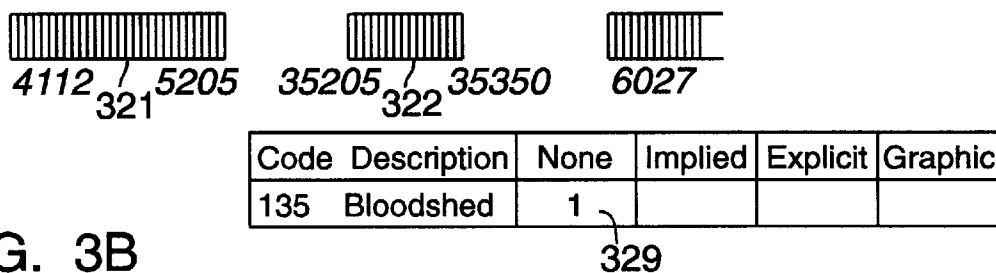 4112 321 5205 35205 322 35350 6027
Code Description None Implied Explicit Graphic
135 Bloodshed 1
329
G. 3B